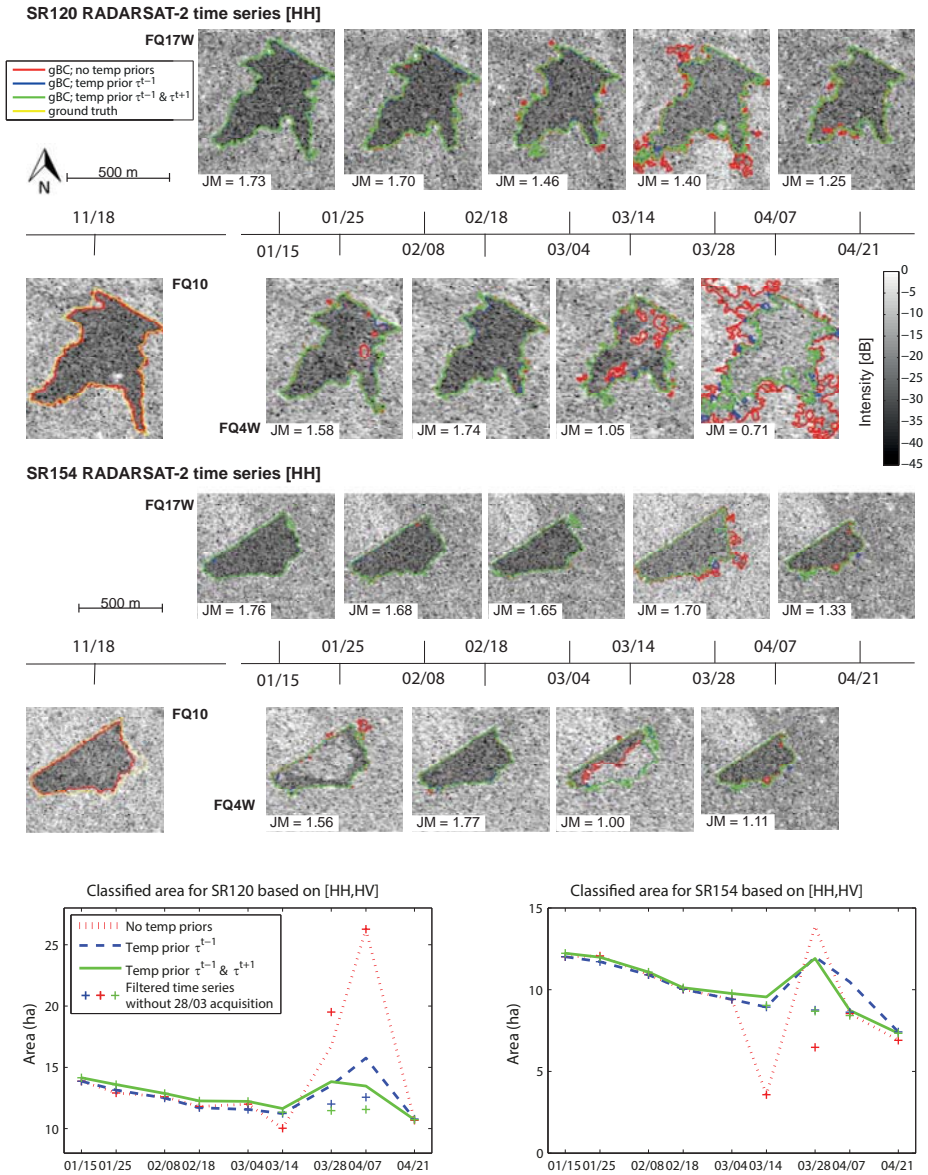 SR120 RADARSAT-2 time series [HH]
FQ17W
gBC; no temp priors
gBC; temp prior τt−1
gBC; temp prior τt−1 & τt+1
ground truth
N
500 m
JM = 1.73
JM = 1.70
JM = 1.46
JM = 1.40
JM = 1.25
11/18
01/25
02/18
03/14
04/07
01/15
02/08
03/04
03/28
04/21
FQ10
FQ4W
JM = 1.58
JM = 1.74
JM = 1.05
JM = 0.71
Intensity [dB]
0
−5
−10
−15
−20
−25
−30
−35
−40
−45
SR154 RADARSAT-2 time series [HH]
FQ17W
500 m
JM = 1.76
JM = 1.68
JM = 1.65
JM = 1.70
JM = 1.33
11/18
01/25
02/18
03/14
04/07
01/15
02/08
03/04
03/28
04/21
FQ10
FQ4W
JM = 1.56
JM = 1.77
JM = 1.00
JM = 1.11
Classified area for SR120 based on [HH,HV]
No temp priors
Temp prior τt−1
Temp prior τt−1 & τt+1
Filtered time series
without 28/03 acquisition
Area (ha)
25
20
15
10
01/15 01/25 02/08 02/18 03/04 03/14 03/28 04/07 04/21
Classified area for SR154 based on [HH,HV]
Area (ha)
15
10
5
0
01/15 01/25 02/08 02/18 03/04 03/14 03/28 04/07 04/21